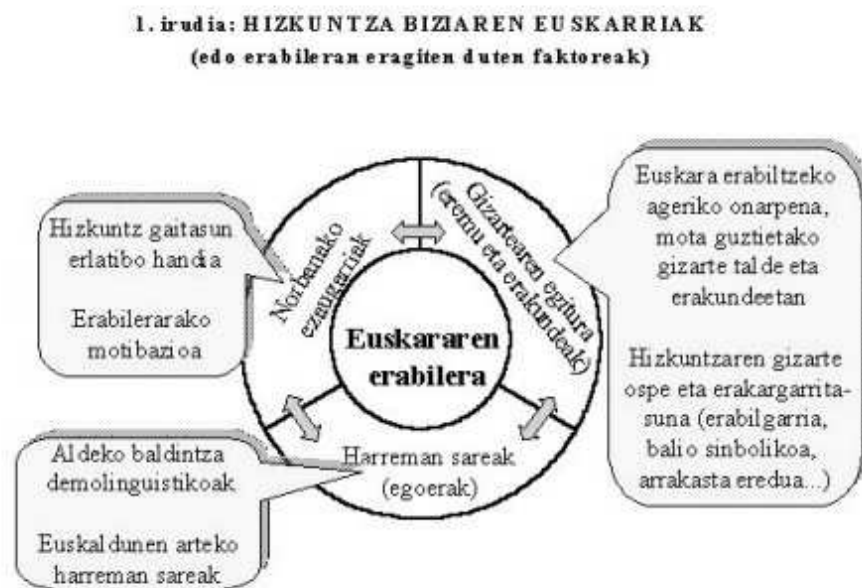 1. irudia: HIZKUNTZA BIZIAREN EUSKARRIAK
(edo erabileran eragiten duten faktoreak)
Hizkuntz gaitasun
erlatibo handia
Erabilerarako
motibazioa
Norbanako
ezaugarriak
Gizartearen egitura
(eremu eta erakundeak)
Euskararen
erabilera
Harreman sareak
(egoerak)
Aldeko baldintza
demolinguistikoak
Euskaldunen arteko
harreman sareak
Euskara erabiltzeko
ageriko onarpena,
mota guztietako
gizarte talde eta
erakundeetan
Hizkuntzaren gizarte
ospe eta erakargarrita-
suna (erabilgarria,
balio sinbolikoa,
arrakasta eredua...)